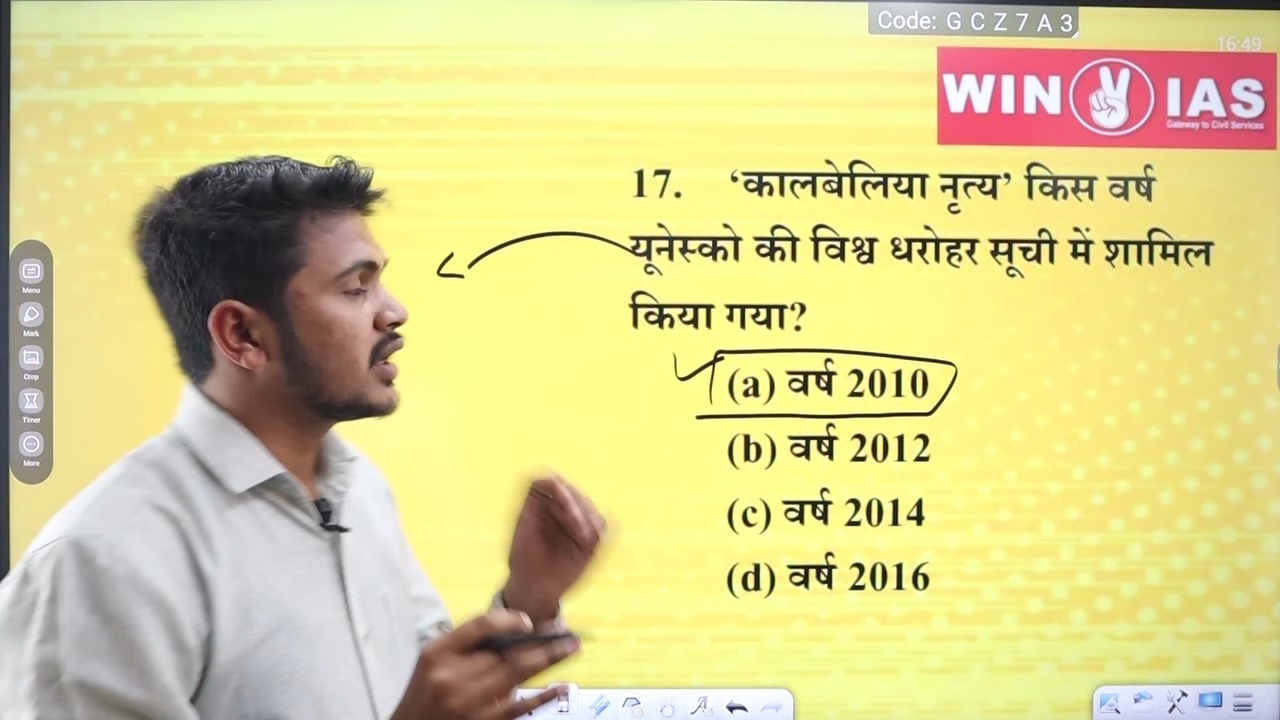 Code: G C Z 7 A 3
16:49
WIN IAS
Gateway to Civil Services
17. ‘कालबेलिया नृत्य’ किस वर्ष
यूनेस्को की विश्व धरोहर सूची में शामिल
किया गया?
(a) वर्ष 2010
(b) वर्ष 2012
(c) वर्ष 2014
(d) वर्ष 2016
Menu
Mark
Crop
Timer
More